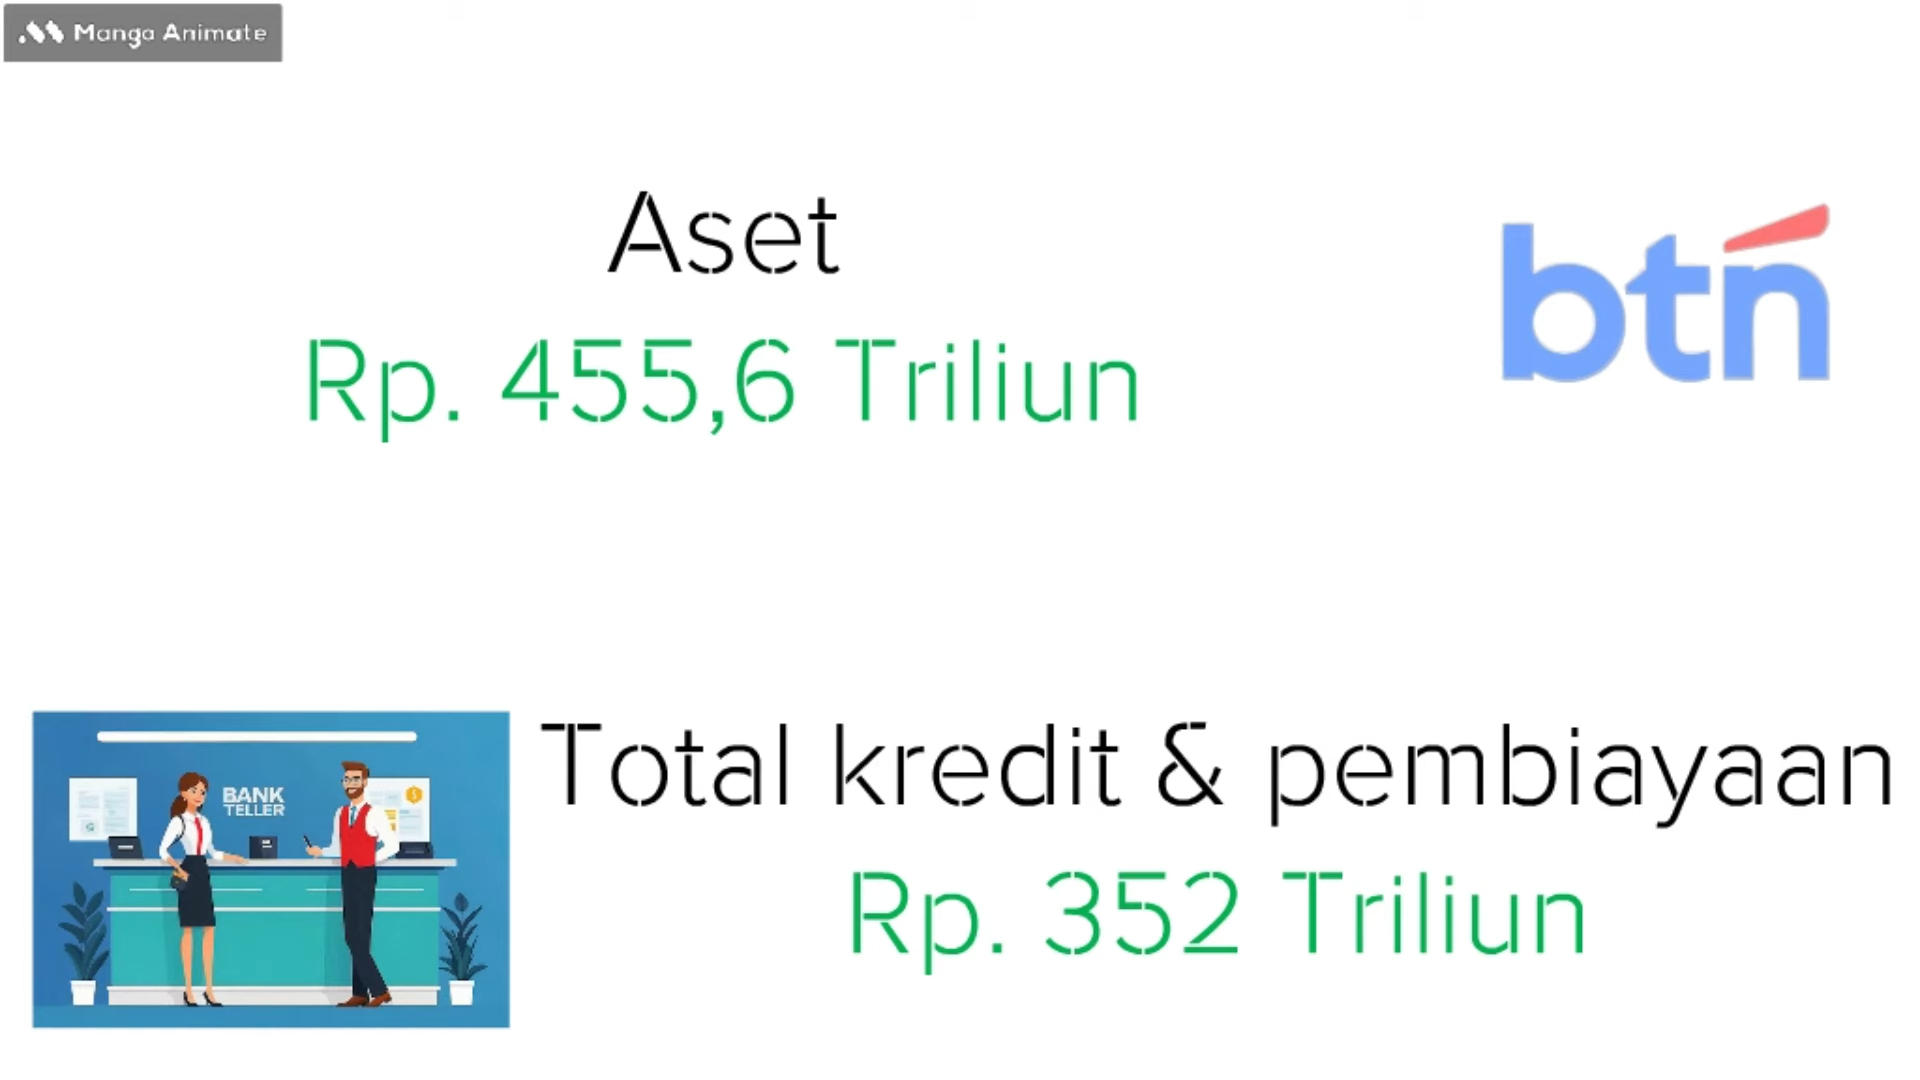 Manga Animate
Aset
Rp. 455,6 Triliun
btn
BANK
TELLER
Total kredit & pembiayaan
Rp. 352 Triliun